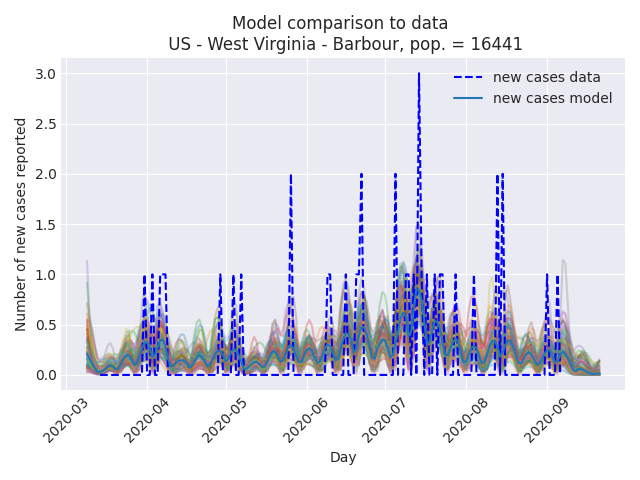 Model comparison to data
US - West Virginia - Barbour, pop. = 16441
new cases data
new cases model
Number of new cases reported
3.0
2.5
2.0
1.5
1.0
0.5
0.0
2020-03
2020-04
2020-05
2020-06
2020-07
2020-08
2020-09
Day